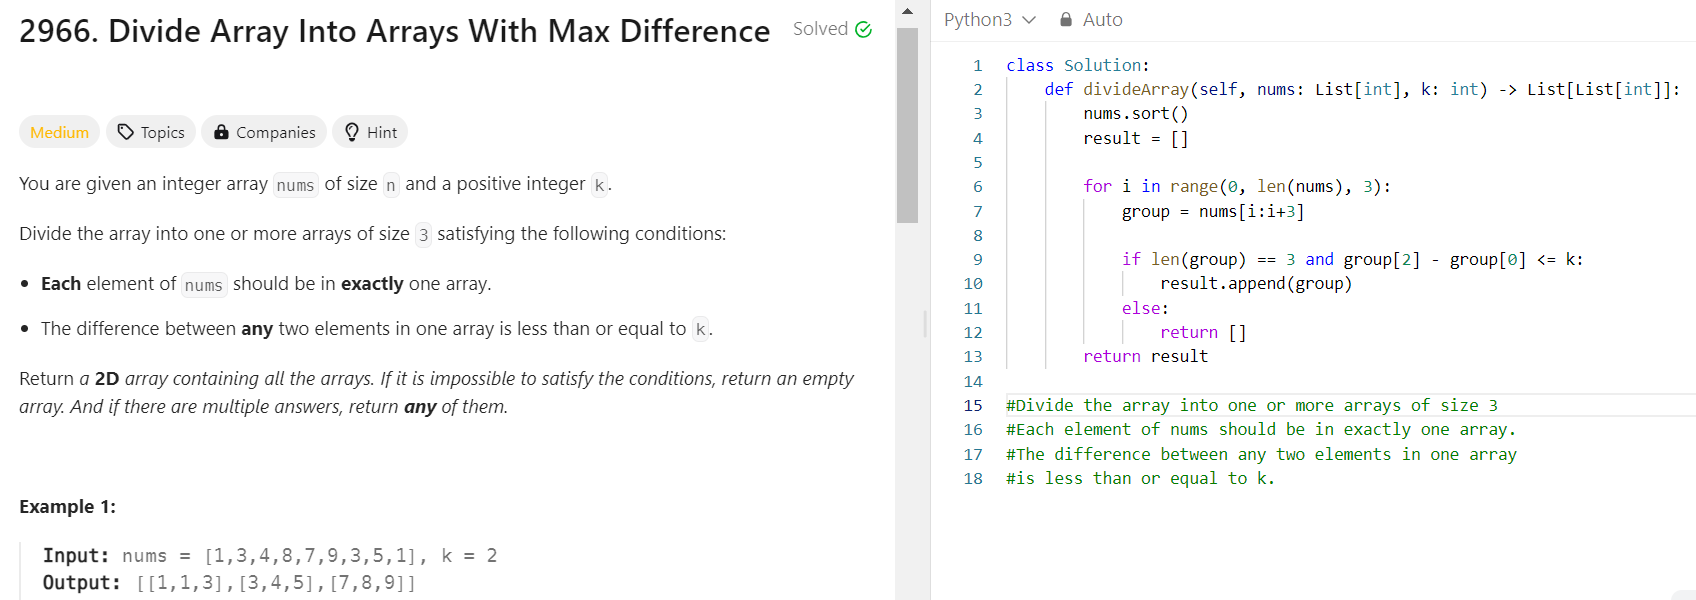 2966. Divide Array Into Arrays With Max Difference
Solved
Medium Topics Companies Hint
You are given an integer array nums of size n and a positive integer k.
Divide the array into one or more arrays of size 3 satisfying the following conditions:
• Each element of nums should be in exactly one array.
• The difference between any two elements in one array is less than or equal to k.
Return a 2D array containing all the arrays. If it is impossible to satisfy the conditions, return an empty
array. And if there are multiple answers, return any of them.
Example 1:
Input: nums = [1,3,4,8,7,9,3,5,1], k = 2
Output: [[1,1,3],[3,4,5],[7,8,9]]
Python3 Auto
1 class Solution:
2     def divideArray(self, nums: List[int], k: int) -> List[List[int]]:
3         nums.sort()
4         result = []
5
6         for i in range(0, len(nums), 3):
7             group = nums[i:i+3]
8
9             if len(group) == 3 and group[2] - group[0] <= k:
10                 result.append(group)
11             else:
12                 return []
13         return result
14
15 #Divide the array into one or more arrays of size 3
16 #Each element of nums should be in exactly one array.
17 #The difference between any two elements in one array
18 #is less than or equal to k.